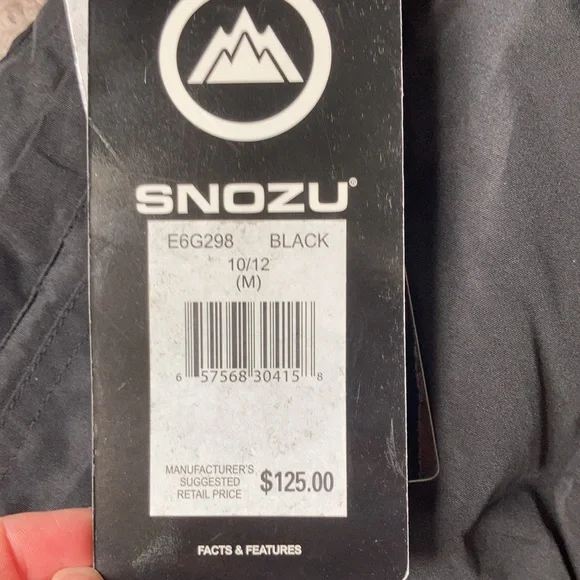 SNOZU®
E6G298 BLACK
10/12
(M)
6 57568 30415 8
MANUFACTURER'S
SUGGESTED
RETAIL PRICE $125.00
FACTS & FEATURES